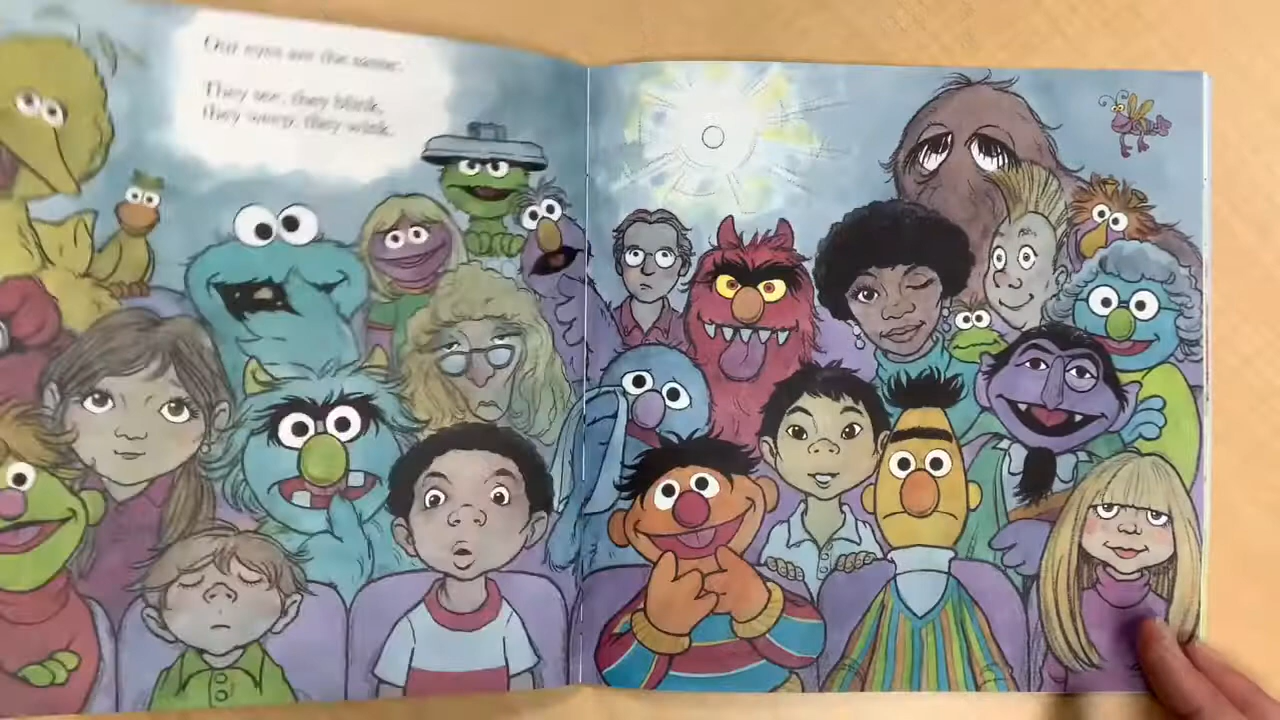 Our eyes are the same.
They see, they blink,
they weep, they wink.